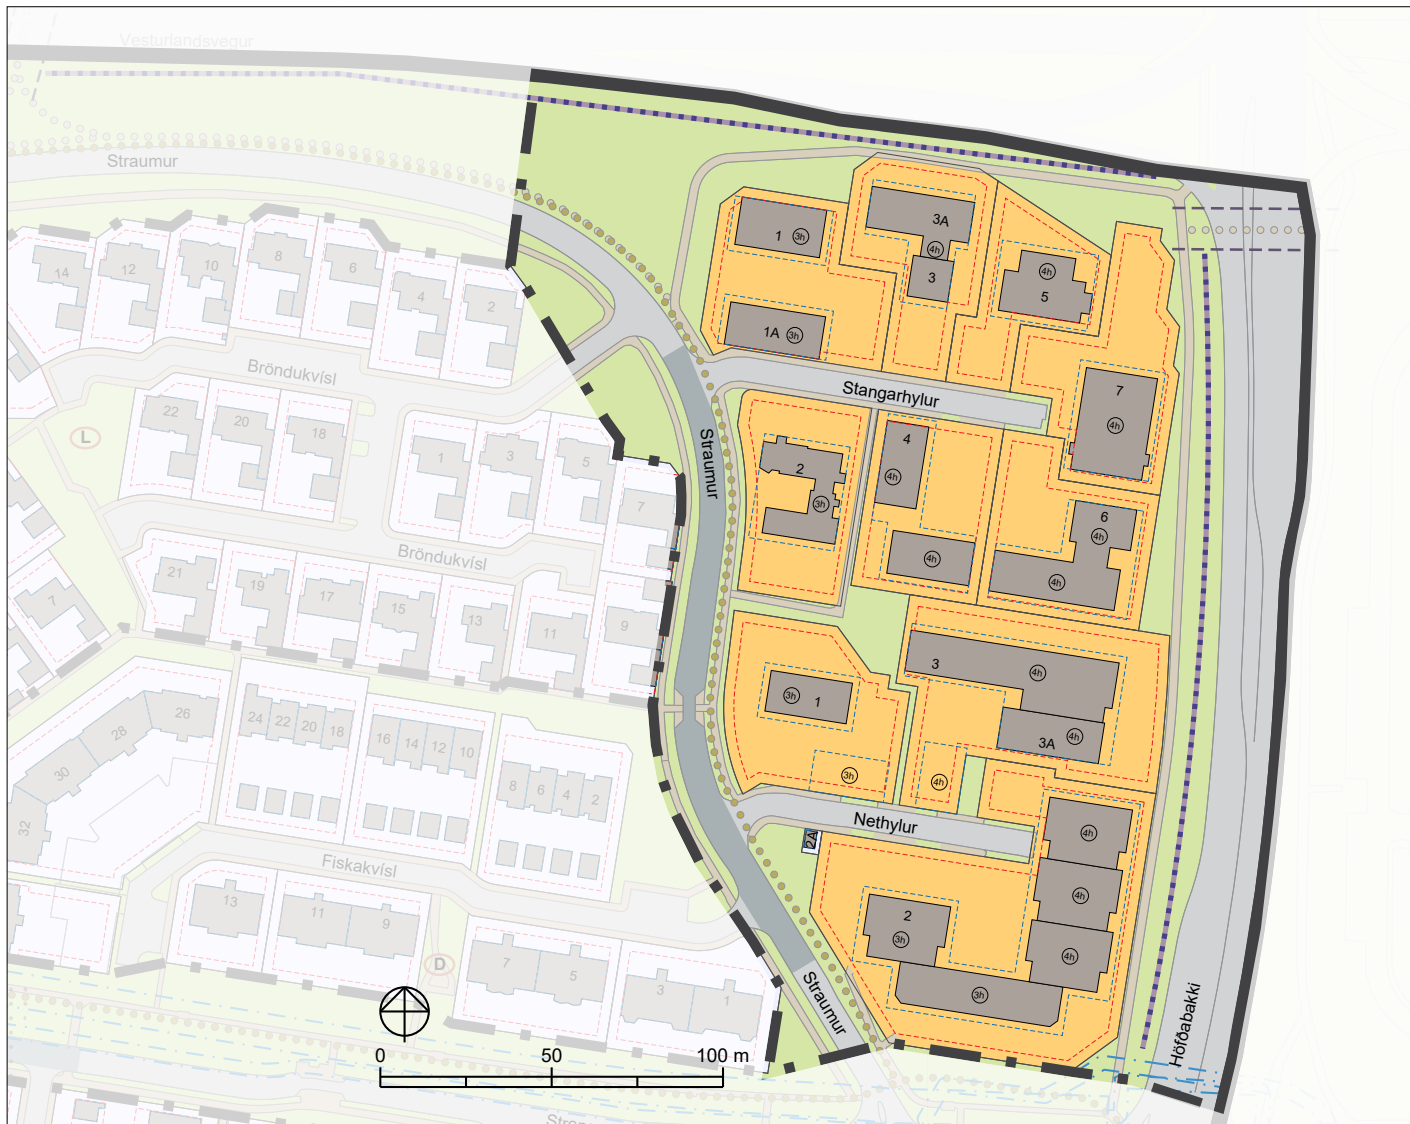 Vesturlandsvegur
Straumur
14
12
10
8
6
4
2
Bröndukvísl
L
22
20
18
1
3
5
7
Bröndukvísl
21
19
17
15
13
11
9
7
24
22
20
18
16
14
12
10
8
6
4
2
26
28
30
32
Fiskakvísl
13
11
9
D
7
5
3
1
0
50
100 m
1
3h
1A
3h
3A
4h
3
4h
5
7
4h
Stangarhylur
Straumur
2
3h
4
4h
4h
6
4h
4h
3h
1
3h
3
4h
4h
3A
4h
Nethylur
2A
2
3h
3h
4h
4h
4h
Straumur
Höfðabakki